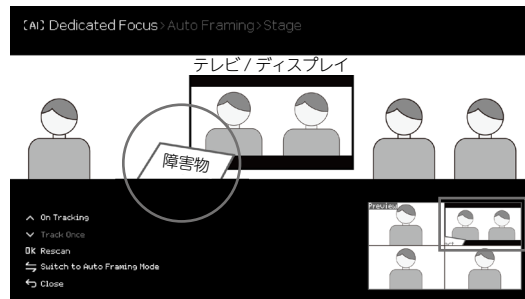 [AI] Dedicated Focus>Auto Framing>Stage
テレビ / ディスプレイ
障害物
On Tracking
Track Once
OK Rescan
Switch to Auto Framing Mode
Close
Preview